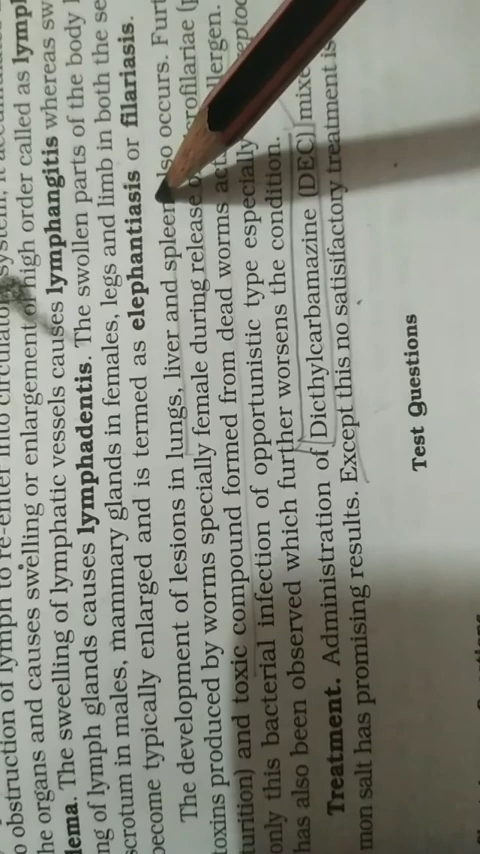 obstruction of lymph to re-enter into circulatory system, it
he organs and causes swelling or enlargement of high order called as lymp
dema. The sweelling of lymphatic vessels causes lymphangitis whereas sw
ng of lymph glands causes lymphadentis. The swollen parts of the body
scrotum in males, mammary glands in females, legs and limb in both the se
become typically enlarged and is termed as elephantiasis or filariasis.
The development of lesions in lungs, liver and spleen also occurs. Furt
toxins produced by worms specially female during release of microfilariae (p
turition) and toxic compound formed from dead worms act allergen.
only this bacterial infection of opportunistic type especially eptoc
has also been observed which further worsens the condition.
Treatment. Administration of Dicthylcarbamazine (DEC) mixe
mon salt has promising results. Except this no satisifactory treatment is
Test Questions